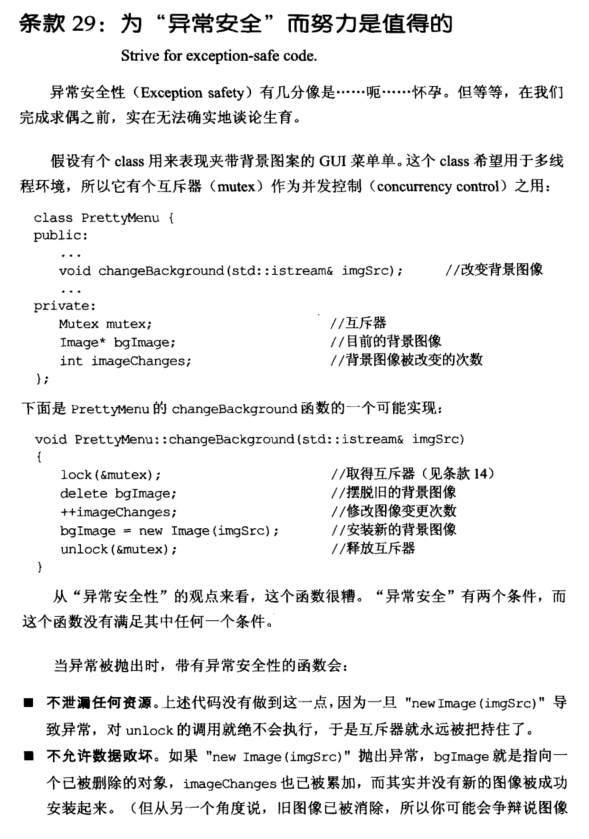 条款 29：为“异常安全”而努力是值得的
Strive for exception-safe code.
异常安全性（Exception safety）有几分像是……呃……怀孕。但等等，在我们
完成求偶之前，实在无法确实地谈论生育。
假设有个 class 用来表现夹带背景图案的 GUI 菜单单。这个 class 希望用于多线
程环境，所以它有个互斥器（mutex）作为并发控制（concurrency control）之用：
class PrettyMenu {
public:
...
void changeBackground(std::istream& imgSrc); //改变背景图像
...
private:
Mutex mutex; //互斥器
Image* bgImage; //目前的背景图像
int imageChanges; //背景图像被改变的次数
};
下面是 PrettyMenu 的 changeBackground 函数的一个可能实现：
void PrettyMenu::changeBackground(std::istream& imgSrc)
{
lock(&mutex); //取得互斥器（见条款 14）
delete bgImage; //摆脱旧的背景图像
++imageChanges; //修改图像变更次数
bgImage = new Image(imgSrc); //安装新的背景图像
unlock(&mutex); //释放互斥器
}
从“异常安全性”的观点来看，这个函数很糟。“异常安全”有两个条件，而
这个函数没有满足其中任何一个条件。
当异常被抛出时，带有异常安全性的函数会：
■ 不泄漏任何资源。上述代码没有做到这一点，因为一旦 "new Image(imgSrc)" 导
致异常，对 unlock 的调用就绝不会执行，于是互斥器就永远被把持住了。
■ 不允许数据败坏。如果 "new Image(imgSrc)" 抛出异常，bgImage 就是指向一
个已被删除的对象，imageChanges 也已被累加，而其实并没有新的图像被成功
安装起来。（但从另一个角度说，旧图像已被消除，所以你可能会争辩说图像